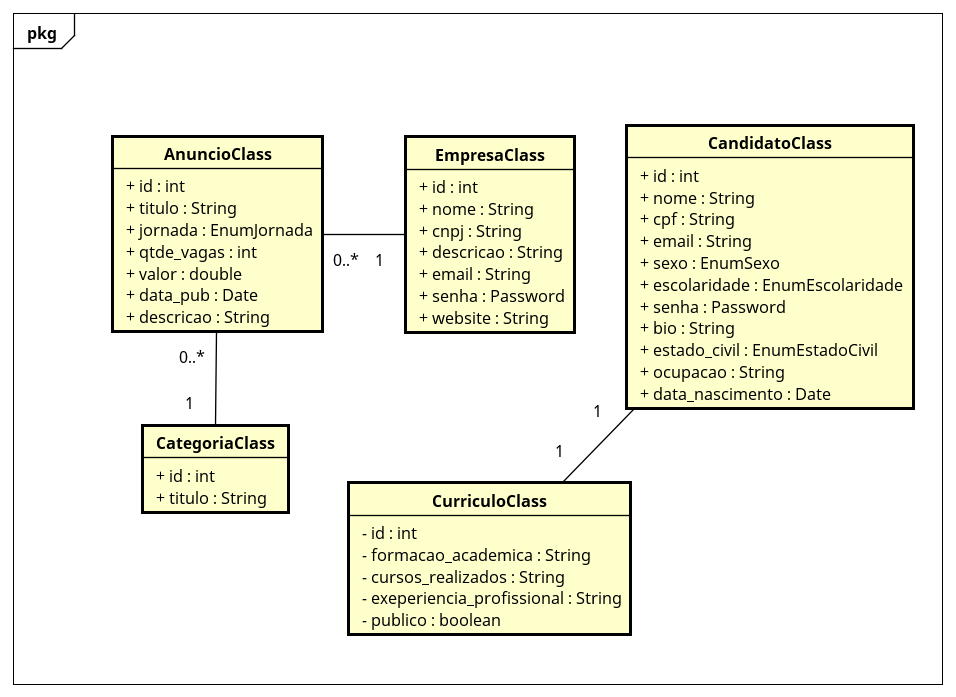 pkg
AnuncioClass
+ id : int
+ titulo : String
+ jornada : EnumJornada
+ qtde_vagas : int
+ valor : double
+ data_pub : Date
+ descricao : String
0..*
1
EmpresaClass
+ id : int
+ nome : String
+ cnpj : String
+ descricao : String
+ email : String
+ senha : Password
+ website : String
CandidatoClass
+ id : int
+ nome : String
+ cpf : String
+ email : String
+ sexo : EnumSexo
+ escolaridade : EnumEscolaridade
+ senha : Password
+ bio : String
+ estado_civil : EnumEstadoCivil
+ ocupacao : String
+ data_nascimento : Date
0..*
1
CategoriaClass
+ id : int
+ titulo : String
1
1
CurriculoClass
- id : int
- formacao_academica : String
- cursos_realizados : String
- exeperiencia_profissional : String
- publico : boolean